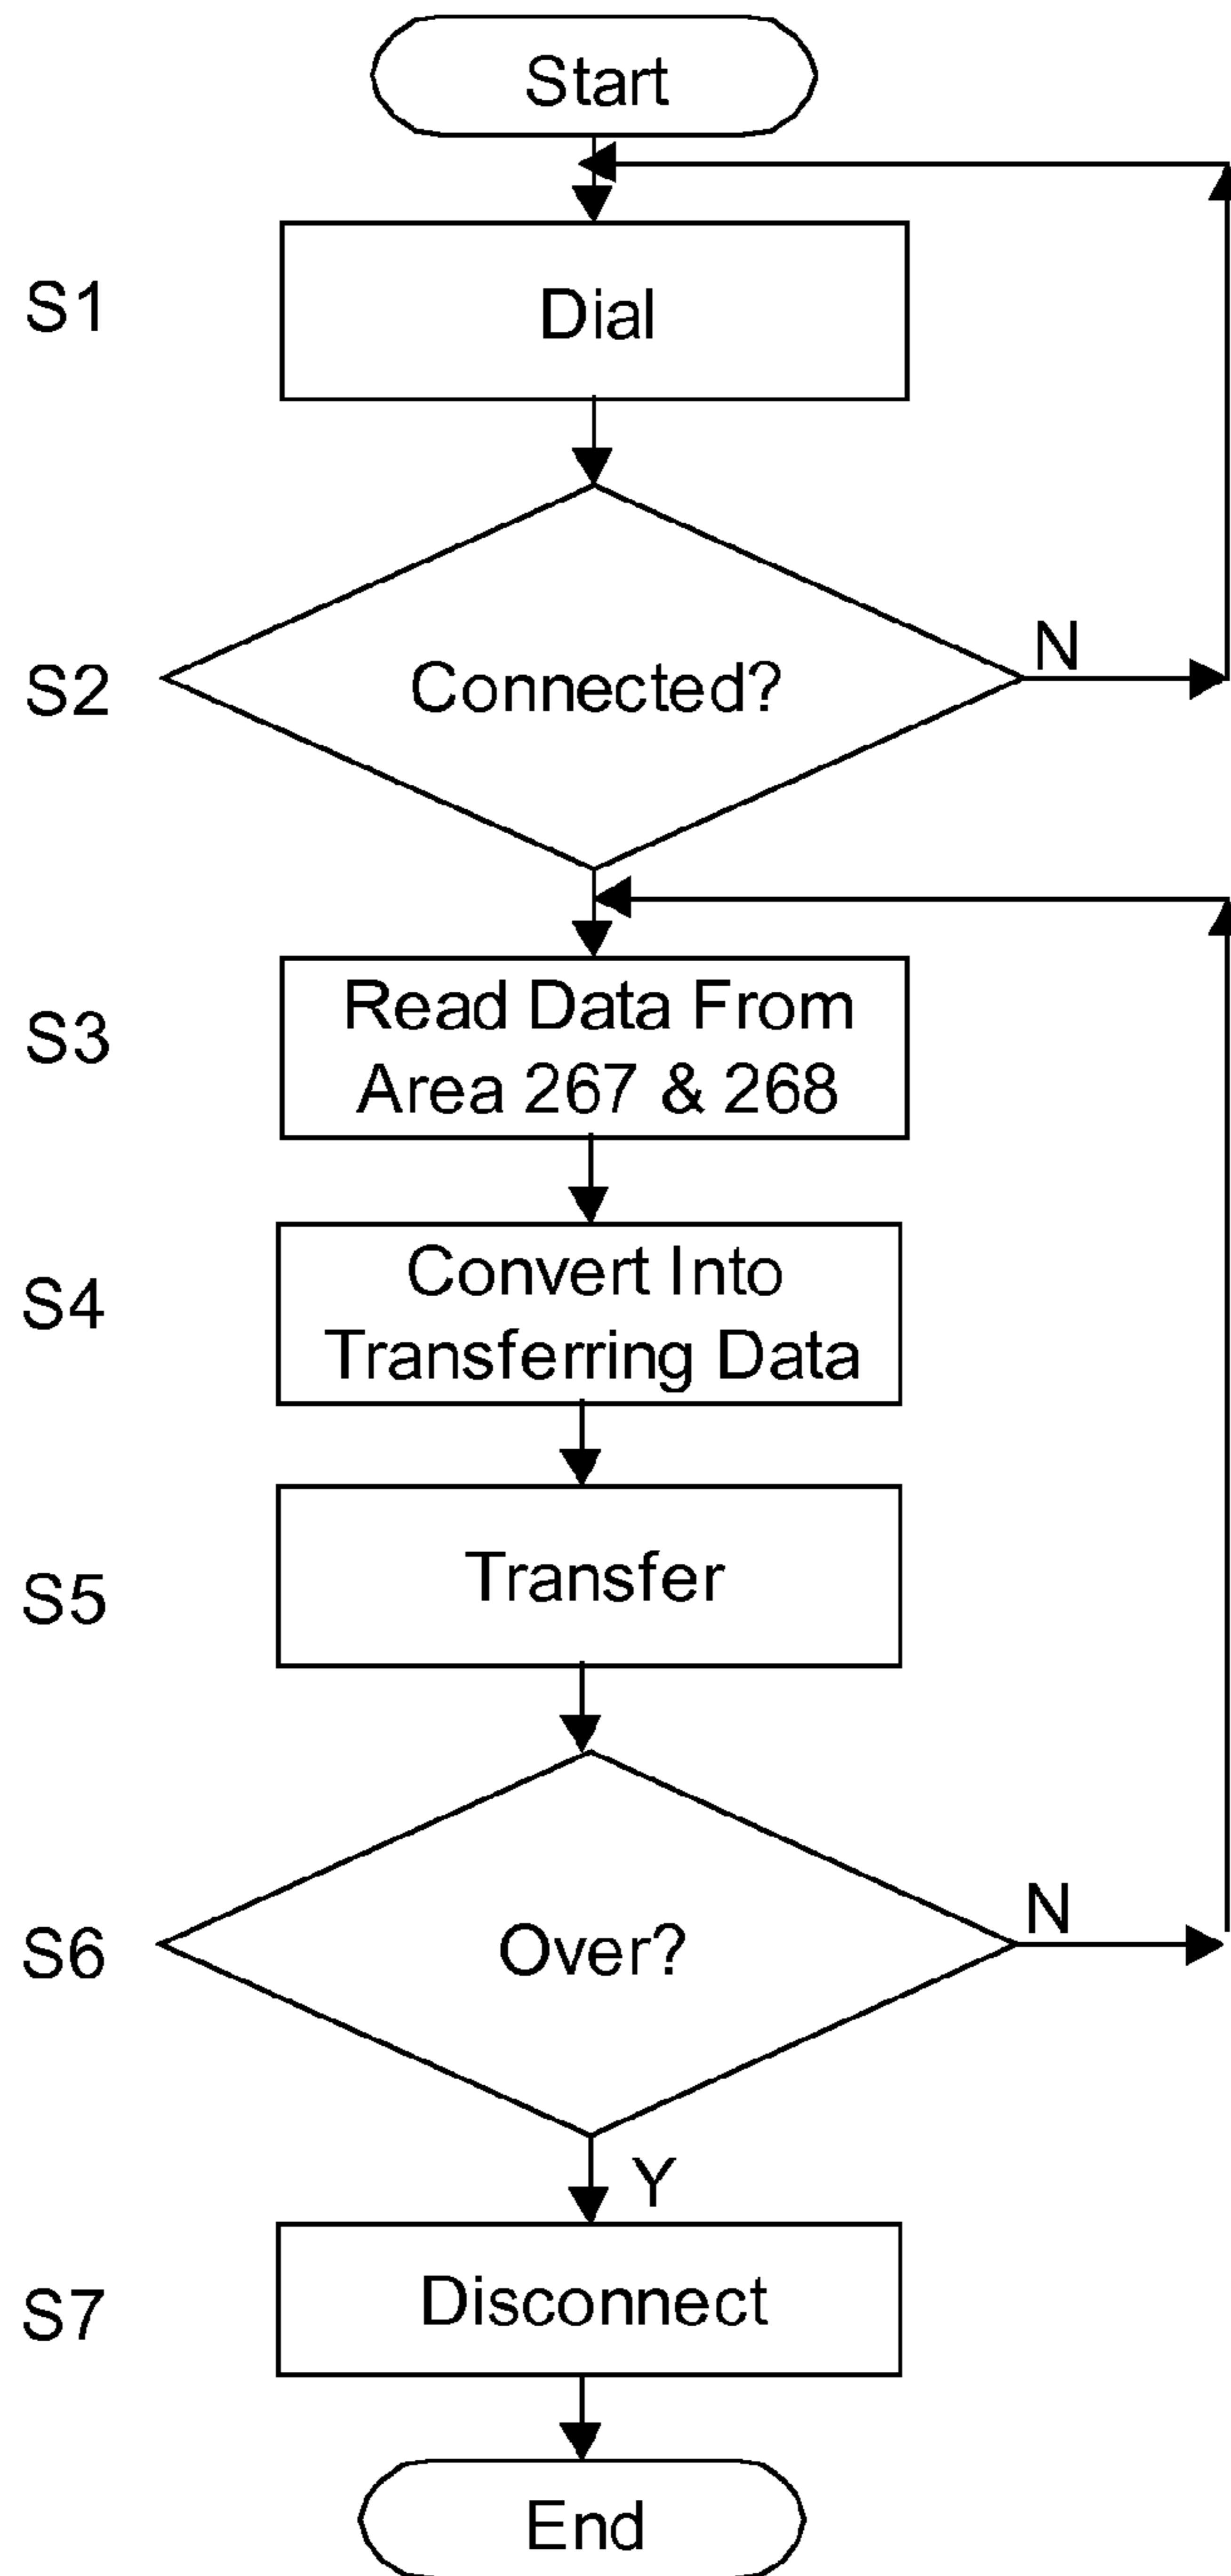 Start
S1
Dial
S2
Connected?
N
S3
Read Data From
Area 267 & 268
S4
Convert Into
Transferring Data
S5
Transfer
S6
Over?
N
Y
S7
Disconnect
End